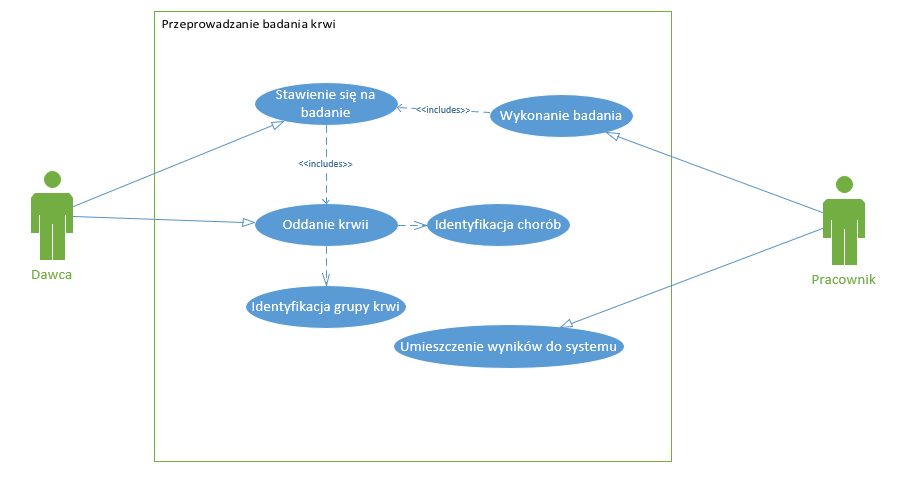 Przeprowadzanie badania krwi
Stawienie się na
badanie
<<includes>>
Wykonanie badania
<<includes>>
Oddanie krwii
Identyfikacja chorób
Dawca
Pracownik
Identyfikacja grupy krwi
Umieszczenie wyników do systemu